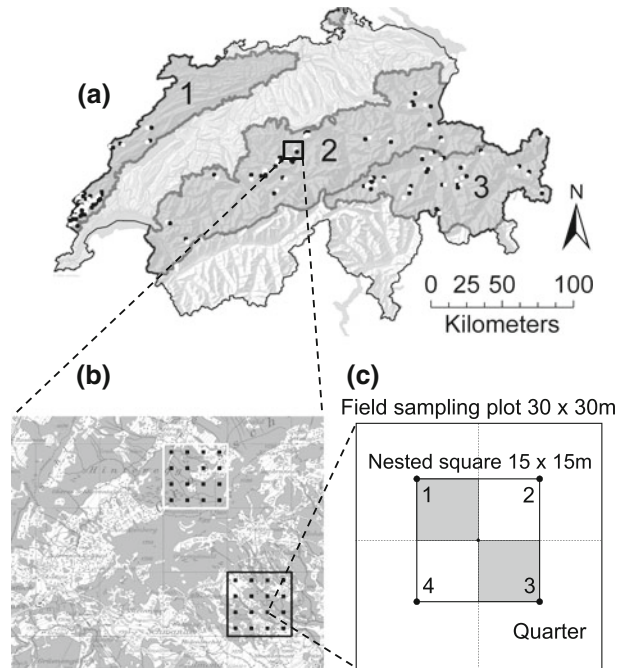 (a)
1
2
3
N
0 25 50 100
Kilometers
(b)
(c)
Field sampling plot 30 x 30m
Nested square 15 x 15m
1 2
4 3
Quarter